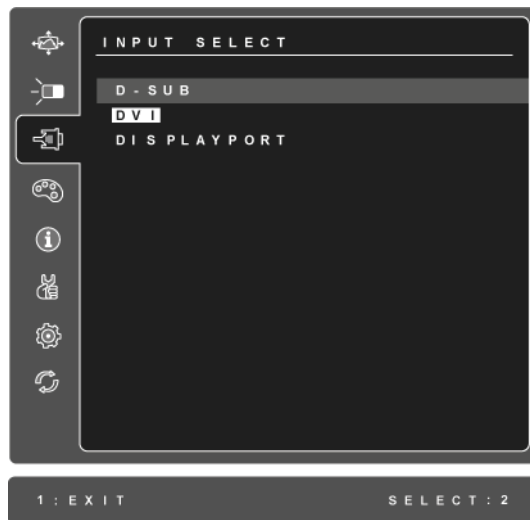 INPUT SELECT
D-SUB
DVI
DISPLAYPORT
1:EXIT SELECT:2